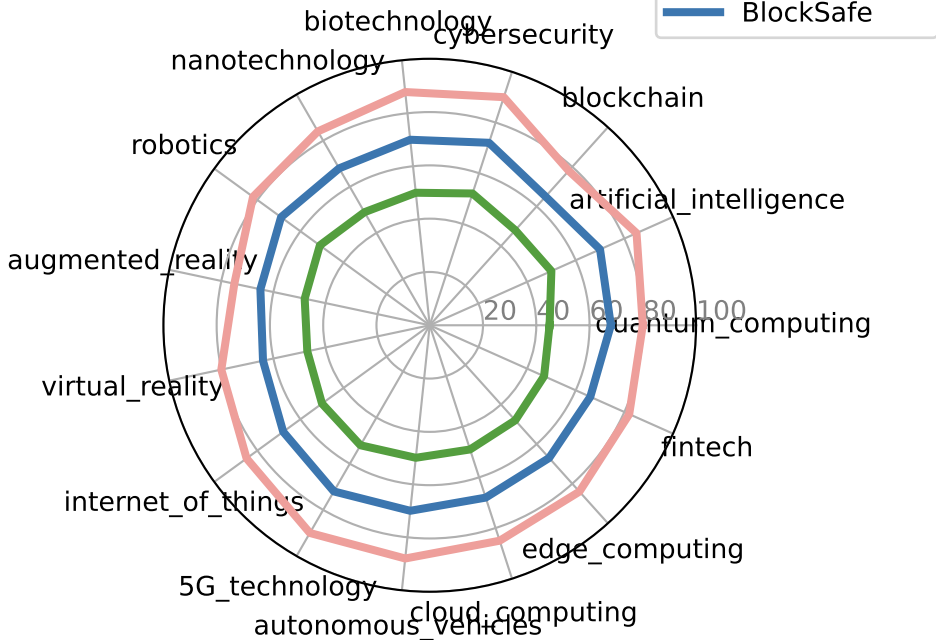 BlockSafe
biotechnology
cybersecurity
nanotechnology
blockchain
robotics
artificial_intelligence
augmented_reality
20 40 60 80 100
quantum_computing
virtual_reality
fintech
internet_of_things
edge_computing
5G_technology
cloud_computing
autonomous_vehicles